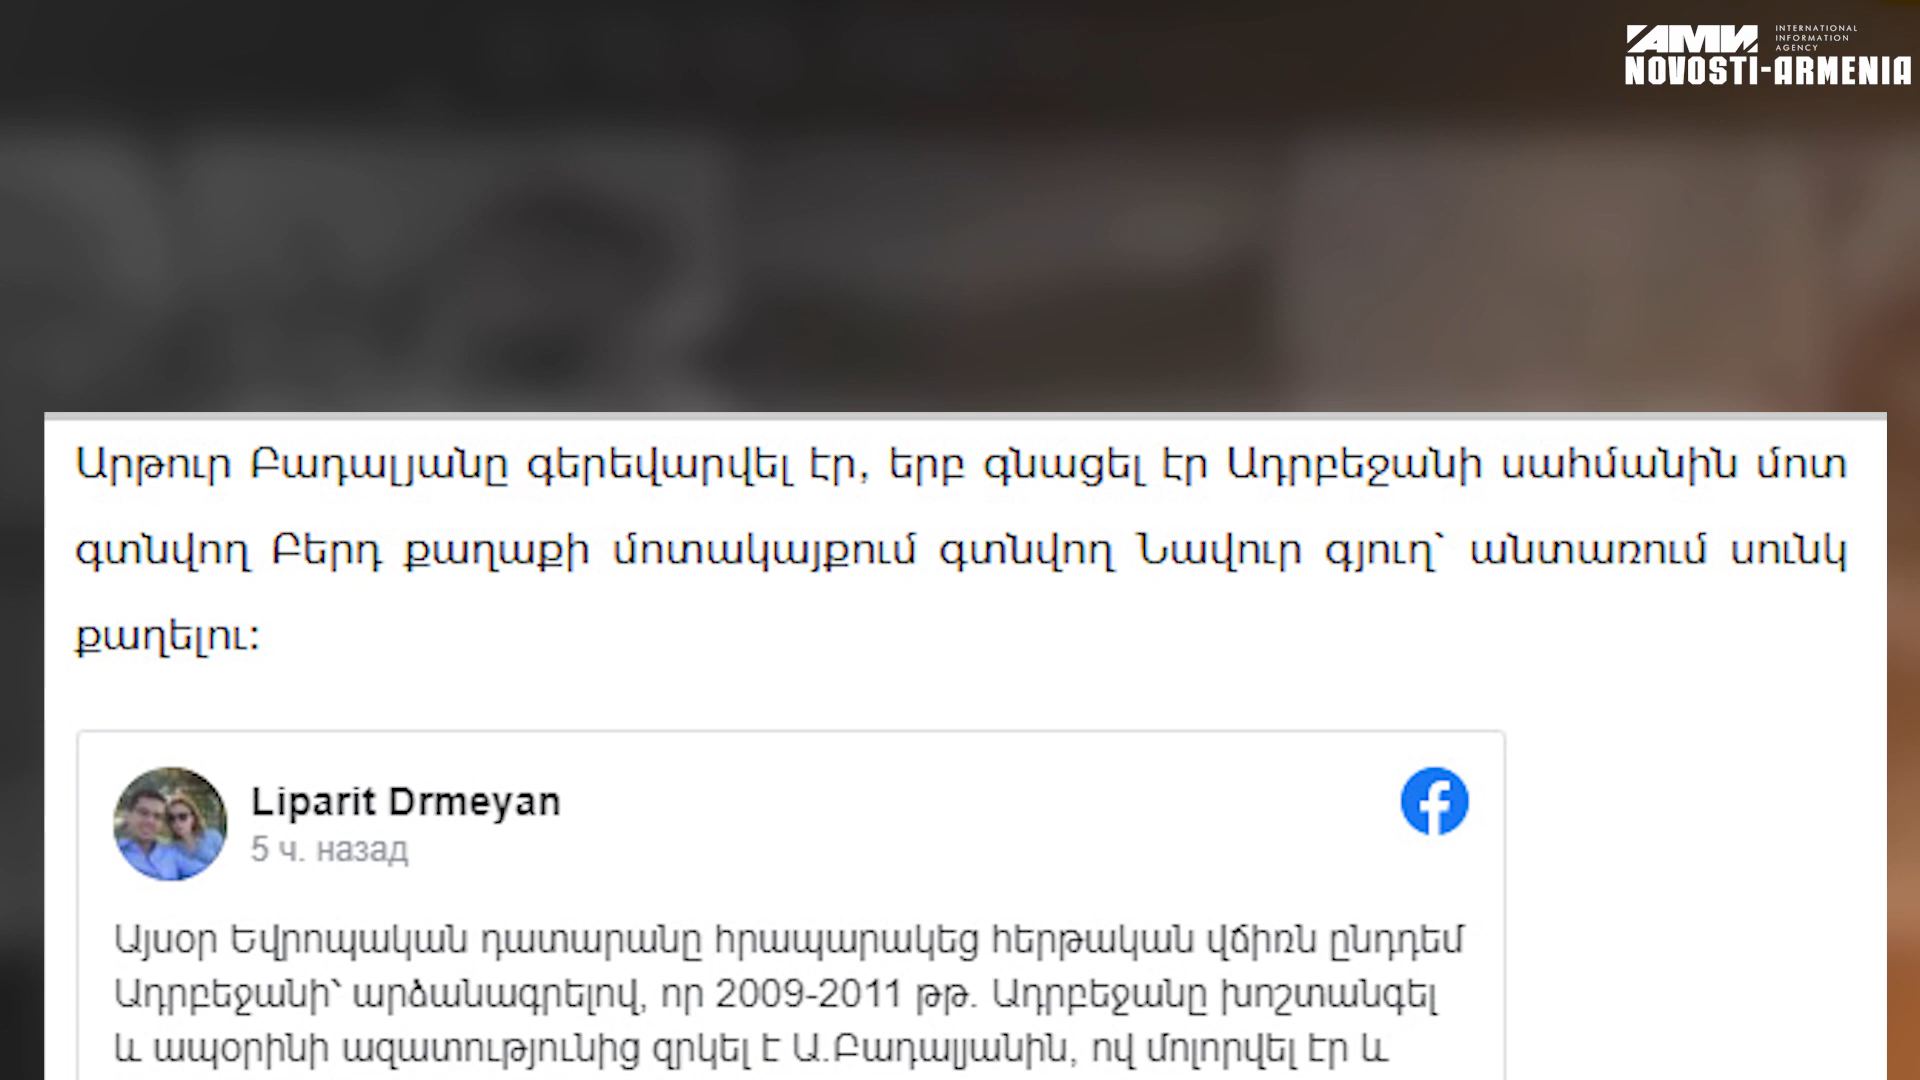 АМИ INTERNATIONAL
INFORMATION
AGENCY
NOVOSTI-ARMENIA
Արթուր Բադալյանը գերեվարվել էր, երբ գնացել էր Ադրբեջանի սահմանին մոտ
գտնվող Բերդ քաղաքի մոտակայքում գտնվող Նավուր գյուղ՝ անտառում սունկ
քաղելու:
Liparit Drmeyan
5 ч. назад
Այսօր Եվրոպական դատարանը հրապարակեց հերթական վճիռն ընդդեմ
Ադրբեջանի՝ արձանագրելով, որ 2009-2011 թթ. Ադրբեջանը խոշտանգել
և ապօրինի ազատությունից զրկել է Ա.Բադալյանին, ով մոլորվել էր և